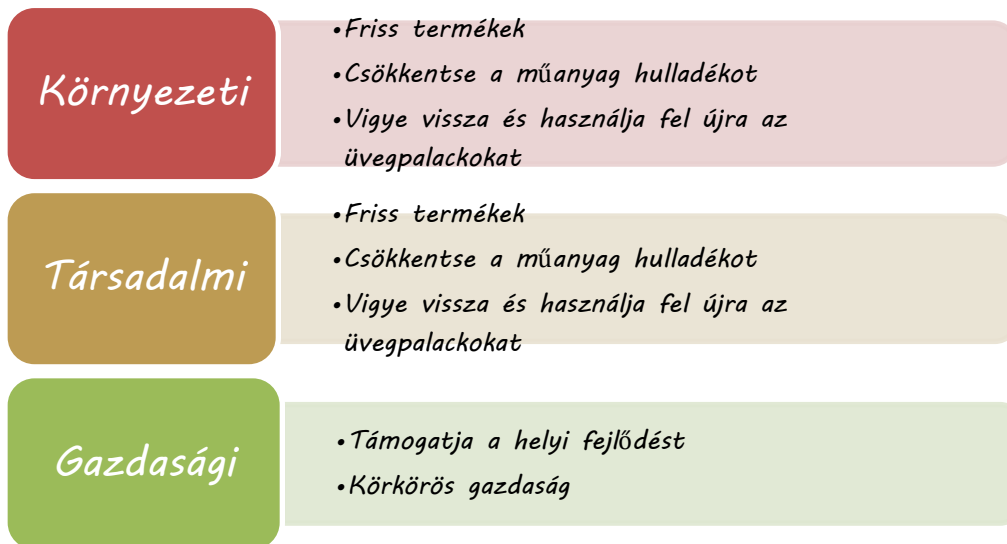 Környezeti
•Friss termékek
•Csökkentse a műanyag hulladékot
•Vigye vissza és használja fel újra az
üvegpalackokat
Társadalmi
•Friss termékek
•Csökkentse a műanyag hulladékot
•Vigye vissza és használja fel újra az
üvegpalackokat
Gazdasági
•Támogatja a helyi fejlődést
•Körkörös gazdaság